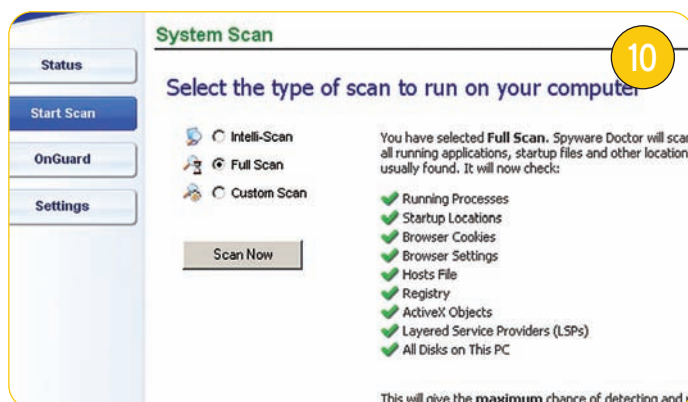 System Scan
10
Status
Start Scan
OnGuard
Settings
Select the type of scan to run on your computer
Intelli-Scan
Full Scan
Custom Scan
Scan Now
You have selected Full Scan. Spyware Doctor will scan
all running applications, startup files and other location
usually found. It will now check:
Running Processes
Startup Locations
Browser Cookies
Browser Settings
Hosts File
Registry
ActiveX Objects
Layered Service Providers (LSPs)
All Disks on This PC
This will give the maximum chance of detecting and